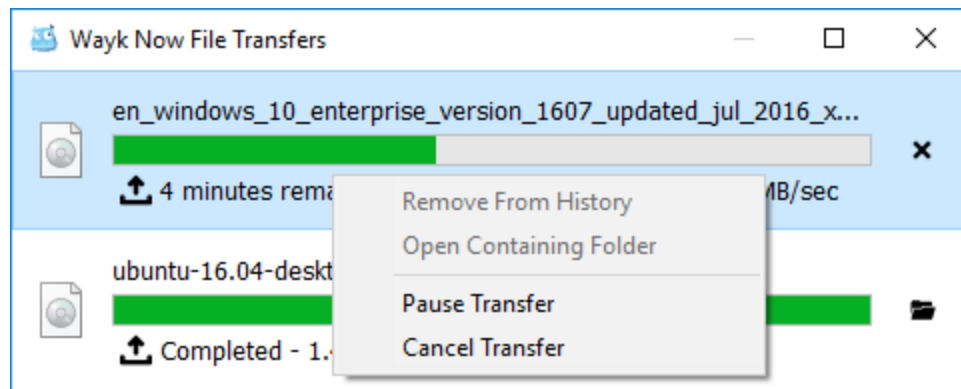 Wayk Now File Transfers
en_windows_10_enterprise_version_1607_updated_jul_2016_x...
4 minutes rema
MB/sec
Remove From History
Open Containing Folder
ubuntu-16.04-deskt
Pause Transfer
Cancel Transfer
Completed - 1.